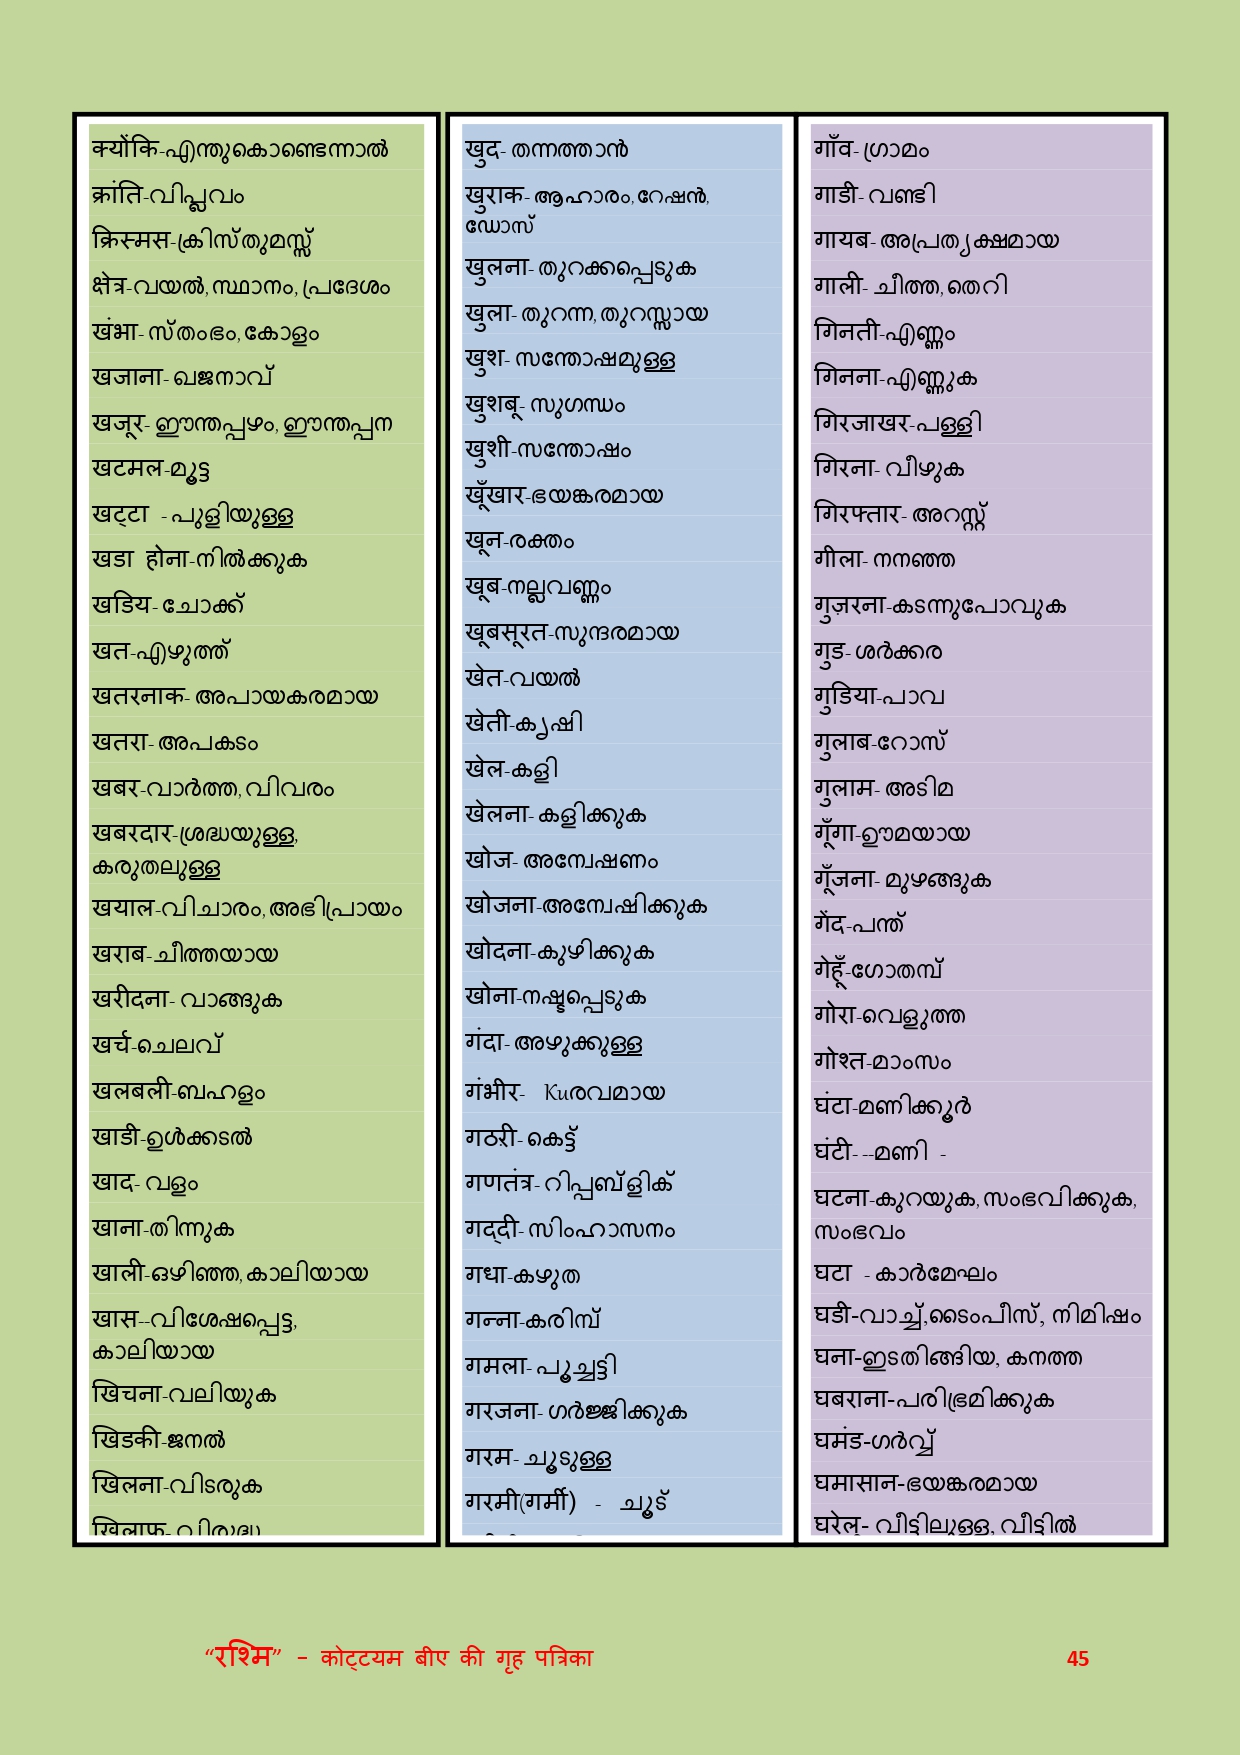 क्योंकि-എന്തുകൊണ്ടെന്നാൽ
क्रांति-വിപ്ലവം
क्रिस्मस-ക്രിസ്തുമസ്സ്
क्षेत्र-വയൽ, സ്ഥാനം, പ്രദേശം
खंभा- സ്തംഭം, കോളം
खजाना- ഖജനാവ്
खजूर- ഈന്തപ്പഴം, ഈന്തപ്പന
खटमल-മൂട്ട
खट्टा - പുളിയുള്ള
खडा होना-നിൽക്കുക
खडिय- ചോക്ക്
खत-എഴുത്ത്
खतरनाक- അപായകരമായ
खतरा- അപകടം
खबर-വാർത്ത, വിവരം
खबरदार-ശ്രദ്ധയുള്ള,
കരുതലുള്ള
खयाल-വിചാരം, അഭിപ്രായം
खराब-ചീത്തയായ
खरीदना- വാങ്ങുക
खर्च-ചെലവ്
खलबली-ബഹളം
खाडी-ഉൾക്കടൽ
खाद- വളം
खाना-തിന്നുക
खाली-ഒഴിഞ്ഞ, കാലിയായ
खास--വിശേഷപ്പെട്ട,
കാലിയായ
खिचना-വലിയുക
खिडकी-ജനൽ
खिलना-വിടരുക
खिलाफ- വിരുദ്ധ
खुद- തന്നത്താൻ
खुराक- ആഹാരം, റേഷൻ,
ഡോസ്
खुलना- തുറക്കപ്പെടുക
खुला- തുറന്ന, തുറസ്സായ
खुश- സന്തോഷമുള്ള
खुशबू- സുഗന്ധം
खुशी-സന്തോഷം
खूँखार-ഭയങ്കരമായ
खून-രക്തം
खूब-നല്ലവണ്ണം
खूबसूरत-സുന്ദരമായ
खेत-വയൽ
खेती-കൃഷി
खेल-കളി
खेलना- കളിക്കുക
खोज- അന്വേഷണം
खोजना-അന്വേഷിക്കുക
खोदना-കുഴിക്കുക
खोना-നഷ്ടപ്പെടുക
गंदा- അഴുക്കുള്ള
गंभीर- Kuരവമായ
गठरी- കെട്ട്
गणतंत्र- റിപ്പബ്ളിക്
गद्दी- സിംഹാസനം
गधा-കഴുത
गन्ना-കരിമ്പ്
गमला- പൂച്ചട്ടി
गरजना- ഗർജ്ജിക്കുക
गरम- ചൂടുള്ള
गरमी(गर्मी) - ചൂട്
गाँव- ഗ്രാമം
गाडी- വണ്ടി
गायब- അപ്രത്യക്ഷമായ
गाली- ചീത്ത, തെറി
गिनती-എണ്ണം
गिनना-എണ്ണുക
गिरजाखर-പള്ളി
गिरना- വീഴുക
गिरफ्तार- അറസ്റ്റ്
गीला- നനഞ്ഞ
गुज़रना-കടന്നുപോവുക
गुड- ശർക്കര
गुडिया-പാവ
गुलाब-റോസ്
गुलाम- അടിമ
गूँगा-ഊമയായ
गूँजना- മുഴങ്ങുക
गेंद-പന്ത്
गेहूँ-ഗോതമ്പ്
गोरा-വെളുത്ത
गोश्त-മാംസം
घंटा-മണിക്കൂർ
घंटी- --മണി -
घटना-കുറയുക, സംഭവിക്കുക,
സംഭവം
घटा - കാർമേഘം
घडी-വാച്ച്,ടൈംപീസ്, നിമിഷം
घना-ഇടതിങ്ങിയ, കനത്ത
घबराना-പരിഭ്രമിക്കുക
घमंड-ഗർവ്വ്
घमासान-ഭയങ്കരമായ
घरेलू- വീട്ടിലുള്ള, വീട്ടിൽ
“रश्मि” – कोट्टयम बीए की गृह पत्रिका 45